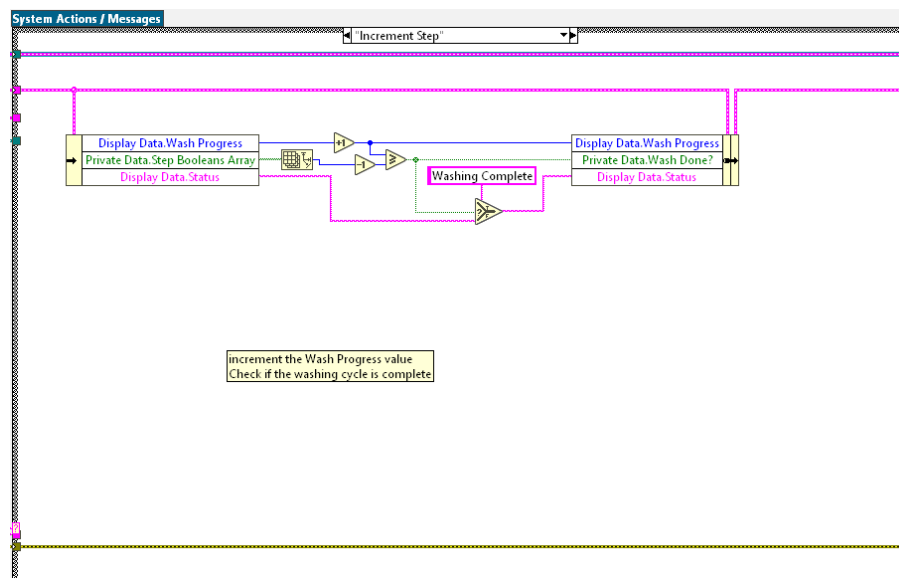 System Actions / Messages
"Increment Step"
Display Data.Wash Progress
Private Data.Step Booleans Array
Display Data.Status
+1
-1
≥
Washing Complete
?
T
F
Display Data.Wash Progress
Private Data.Wash Done?
Display Data.Status
increment the Wash Progress value
Check if the washing cycle is complete
?